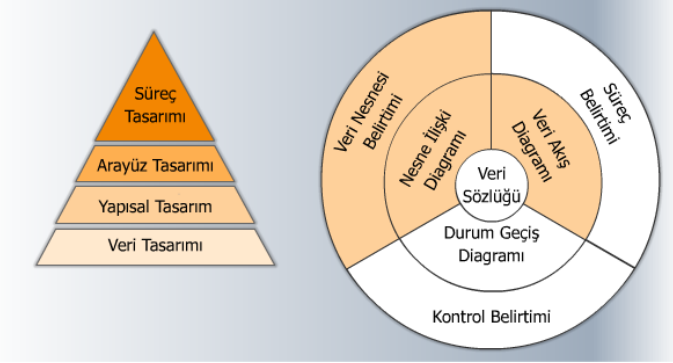 Süreç
Tasarımı
Arayüz Tasarımı
Yapısal Tasarım
Veri Tasarımı
Veri Nesnesi
Belirtimi
Nesne İlişki
Diagramı
Veri Akış
Diagramı
Süreç
Belirtimi
Veri
Sözlüğü
Durum Geçiş
Diagramı
Kontrol Belirtimi